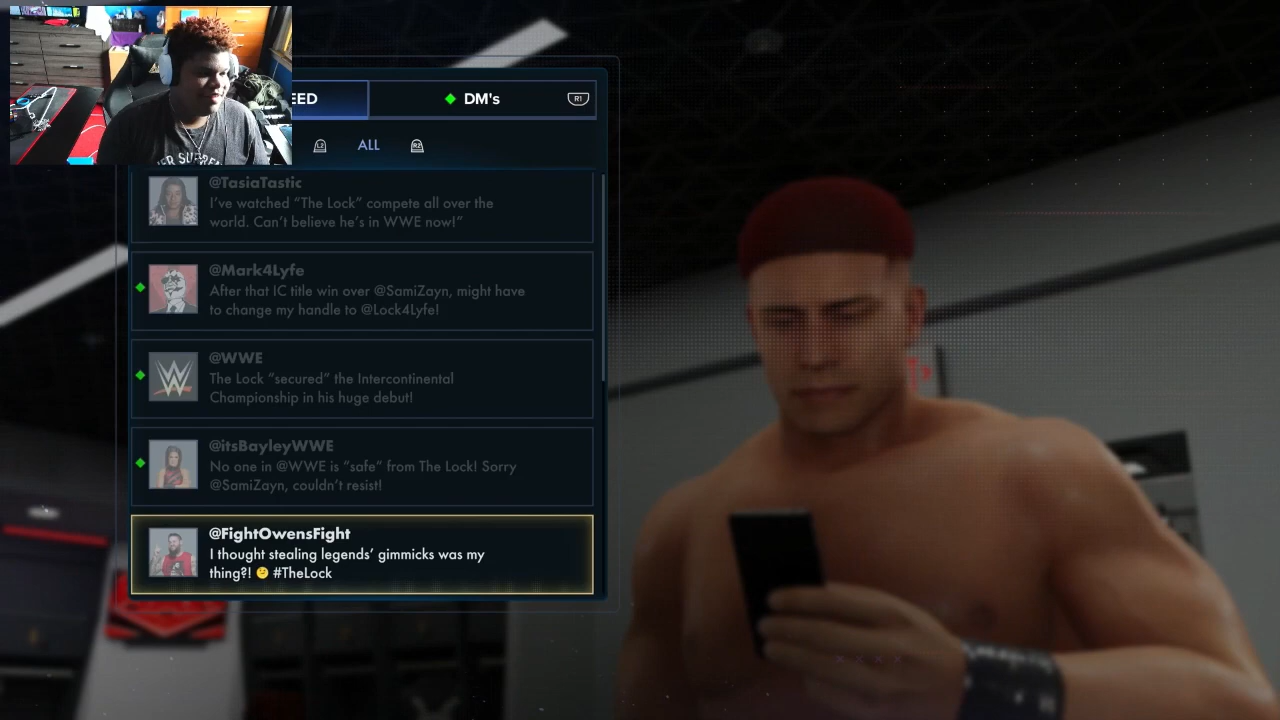 EED
DM's
R1
L2
ALL
R2
@TasiaTastic
I've watched "The Lock" compete all over the
world. Can't believe he's in WWE now!"
@Mark4Lyfe
After that IC title win over @SamiZayn, might have
to change my handle to @Lock4Lyfe!
@WWE
The Lock "secured" the Intercontinental
Championship in his huge debut!
@itsBayleyWWE
No one in @WWE is "safe" from The Lock! Sorry
@SamiZayn, couldn't resist!
@FightOwensFight
I thought stealing legends' gimmicks was my
thing?! 🤨 #TheLock